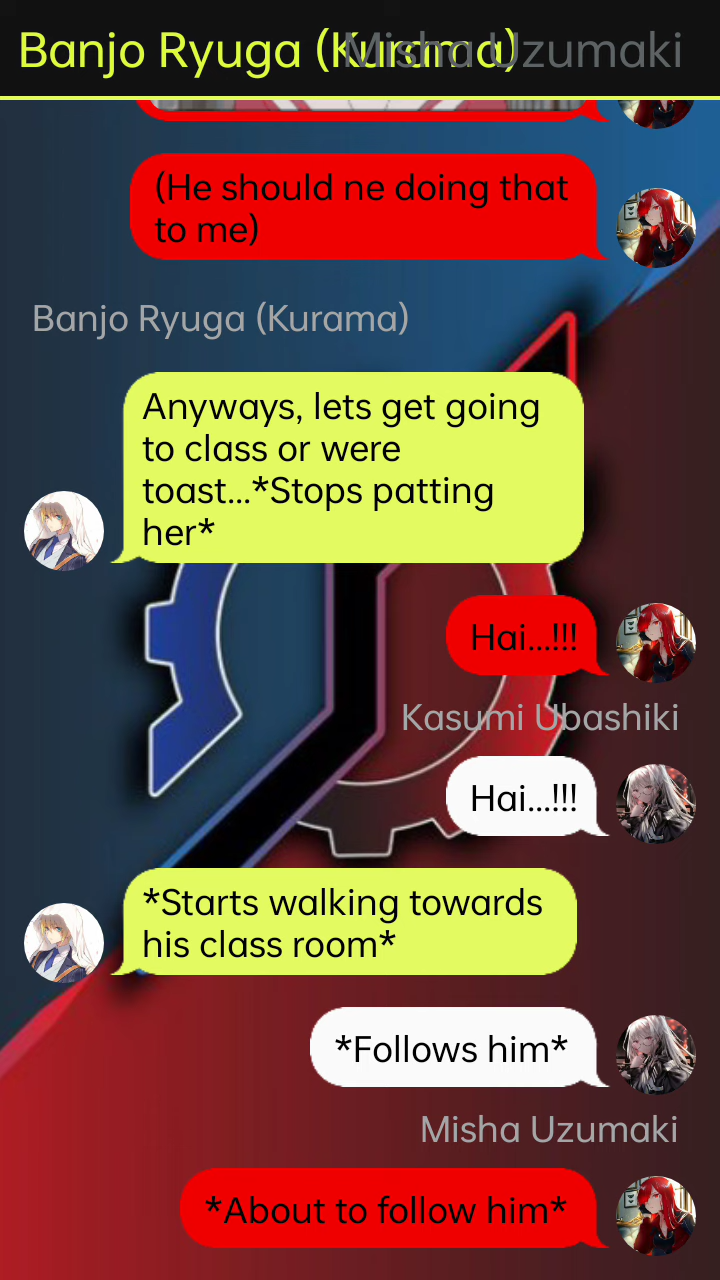 Banjo Ryuga (Kurama)
Misha Uzumaki
(He should ne doing that
to me)
Banjo Ryuga (Kurama)
Anyways, lets get going
to class or were
toast...*Stops patting
her*
Hai...!!!
Kasumi Ubashiki
Hai...!!!
*Starts walking towards
his class room*
*Follows him*
Misha Uzumaki
*About to follow him*